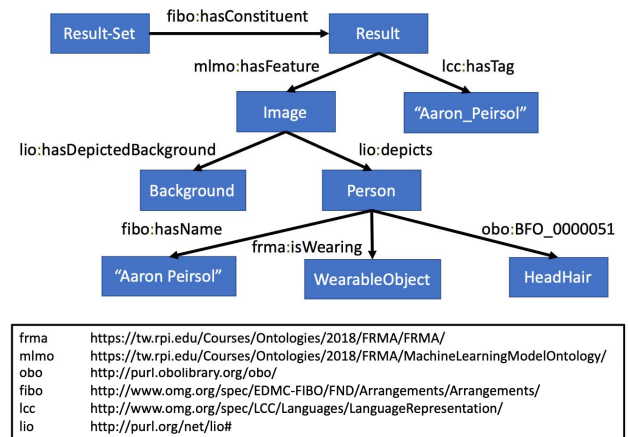 fibo:hasConstituent
Result-Set
Result
mlmo:hasFeature
lcc:hasTag
Image
“Aaron_Peirsol”
lio:hasDepictedBackground
lio:depicts
Background
Person
fibo:hasName
frma:isWearing
obo:BFO_0000051
“Aaron Peirsol”
WearableObject
HeadHair
frma https://tw.rpi.edu/Courses/Ontologies/2018/FRMA/FRMA/
mlmo https://tw.rpi.edu/Courses/Ontologies/2018/FRMA/MachineLearningModelOntology/
obo http://purl.obolibrary.org/obo/
fibo http://www.omg.org/spec/EDMC-FIBO/FND/Arrangements/Arrangements/
lcc http://www.omg.org/spec/LCC/Languages/LanguageRepresentation/
lio http://purl.org/net/lio#